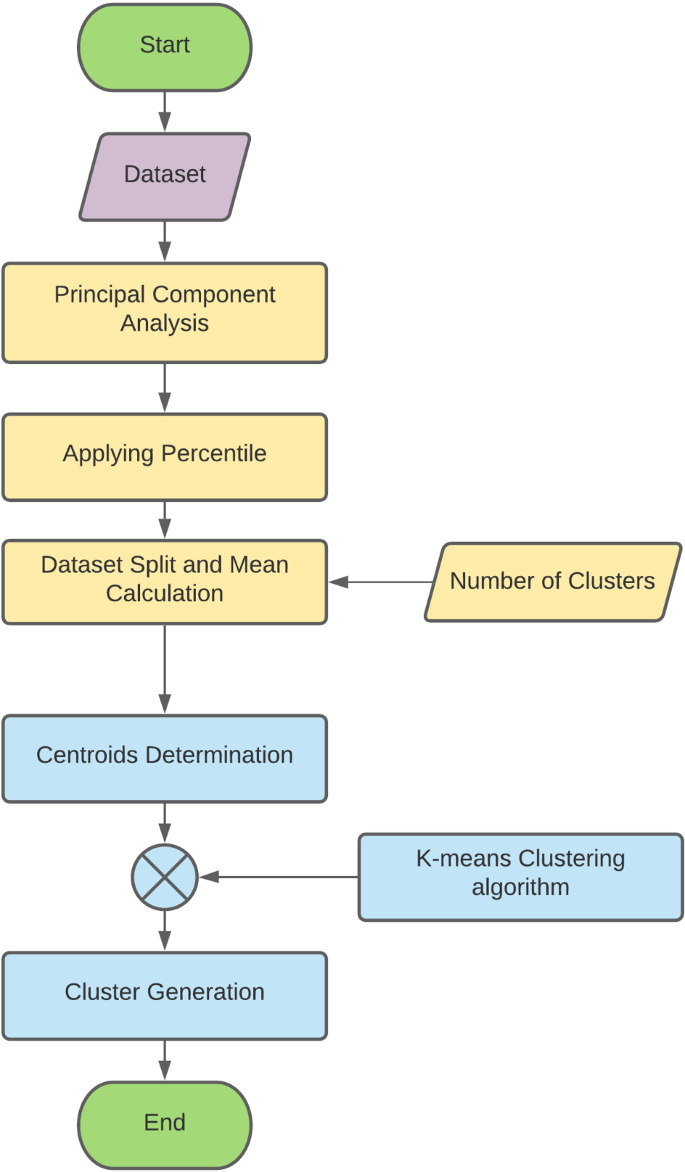 Start
Dataset
Principal Component
Analysis
Applying Percentile
Dataset Split and Mean
Calculation
Number of Clusters
Centroids Determination
K-means Clustering
algorithm
Cluster Generation
End